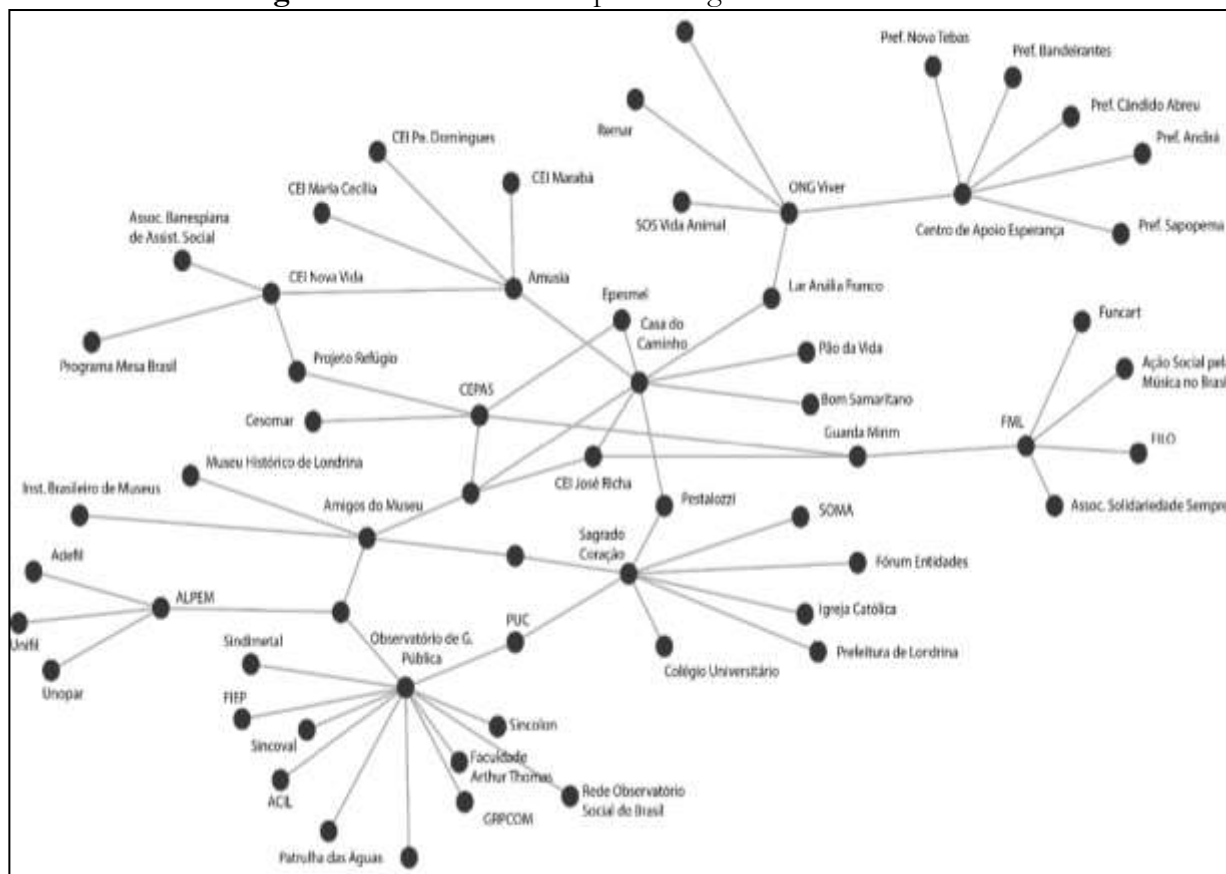 Pref. Novo Tebas
Pref. Bandeirantes
Pref. Cândido Abreu
Pref. Andirá
Remar
CEI Pe. Domingues
CEI Marabá
CEI Maria Cecília
ONG Viver
SOS Vida Animal
Centro de Apoio Esperança
Pref. Sapopema
Assoc. Banespiana
de Assist. Social
CEI Nova Vida
Amusia
Lar Anália Franco
Epesmel
Casa do
Caminho
Funcart
Programa Mesa Brasil
Projeto Refúgio
Pão da Vida
Ação Social pela
Música no Brasil
CEPAS
Bom Samaritano
Cesomar
Guarda Mirim
FML
FILO
Museu Histórico de Londrina
CEI José Richa
Inst. Brasileiro de Museus
Amigos do Museu
Pestalozzi
SOMA
Assoc. Solidariedade Sempre
Sagrado
Coração
Adefil
Fórum Entidades
ALPEM
Igreja Católica
PUC
Unifil
Sindimetal
Observatório de G.
Pública
Colégio Universitário
Prefeitura de Londrina
Unopar
FIEP
Sincoval
Sincolon
Faculdade
Arthur Thomas
ACIL
GRPCOM
Rede Observatório
Social do Brasil
Patrulha das Águas